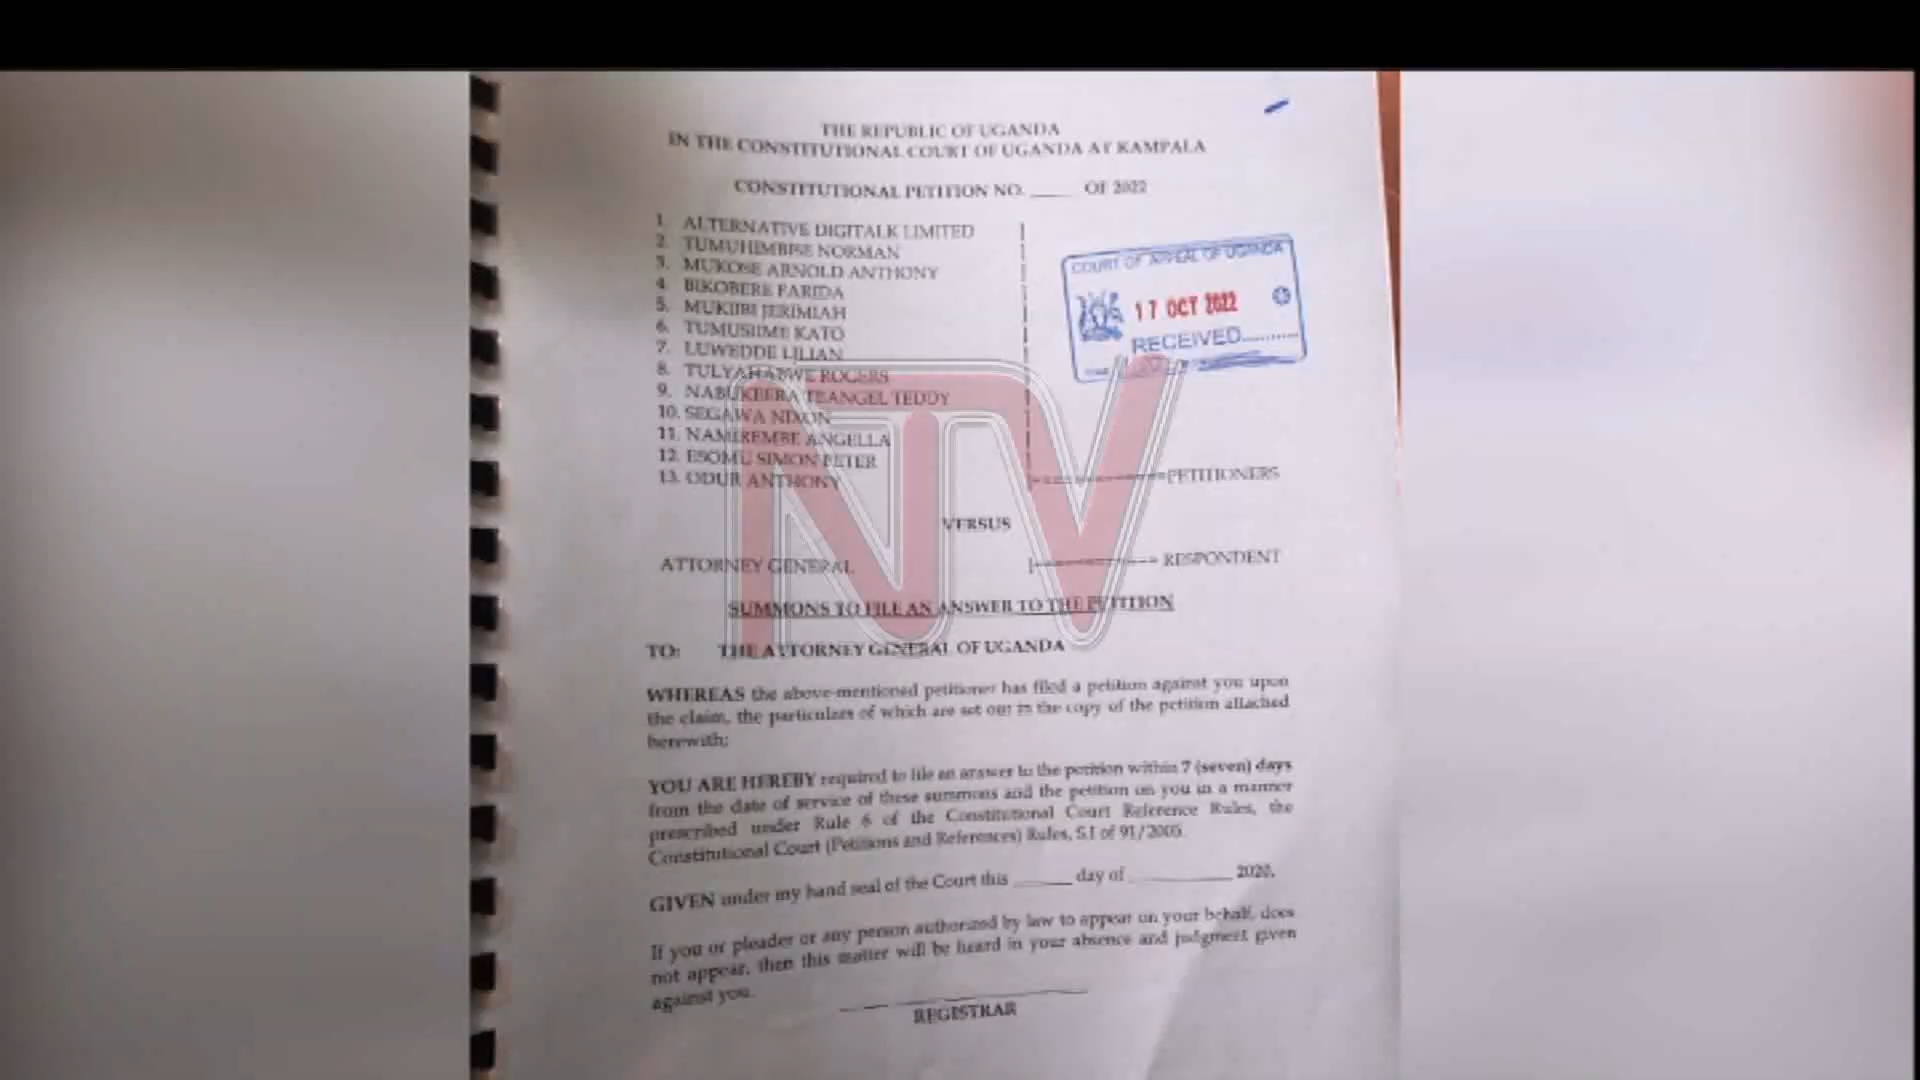 THE REPUBLIC OF UGANDA
IN THE CONSTITUTIONAL COURT OF UGANDA AT KAMPALA
CONSTITUTIONAL PETITION NO. ____ OF 2022
1. ALTERNATIVE DIGITALK LIMITED
2. TUMUHIMBISE NORMAN
3. MUKOSE ARNOLD ANTHONY
4. BIKOBERE FARIDA
5. MUKIIBI JERIMIAH
6. TUMUSIIME KATO
7. LUWEDDE LILIAN
8. TULYAHABWE ROGERS
9. NABUKEERA TEANGEL TEDDY
10. SEGAWA NIXON
11. NAMIREMBE ANGELLA
12. ESOMU SIMON PETER
13. ODUR ANTHONY
PETITIONERS
COURT OF APPEAL OF UGANDA
17 OCT 2022
RECEIVED
NTV
VERSUS
ATTORNEY GENERAL RESPONDENT
SUMMONS TO FILE AN ANSWER TO THE PETITION
TO: THE ATTORNEY GENERAL OF UGANDA
WHEREAS the above-mentioned petitioner has filed a petition against you upon
the claim, the particulars of which are set out in the copy of the petition attached
herewith;
YOU ARE HEREBY required to file an answer to the petition within 7 (seven) days
from the date of service of these summons and the petition on you in a manner
prescribed under Rule 6 of the Constitutional Court Reference Rules, the
Constitutional Court (Petitions and References) Rules, S.I of 91/2005.
GIVEN under my hand seal of the Court this ______ day of __________ 2020.
If you or pleader or any person authorized by law to appear on your behalf, does
not appear, then this matter will be heard in your absence and judgment given
against you.
REGISTRAR